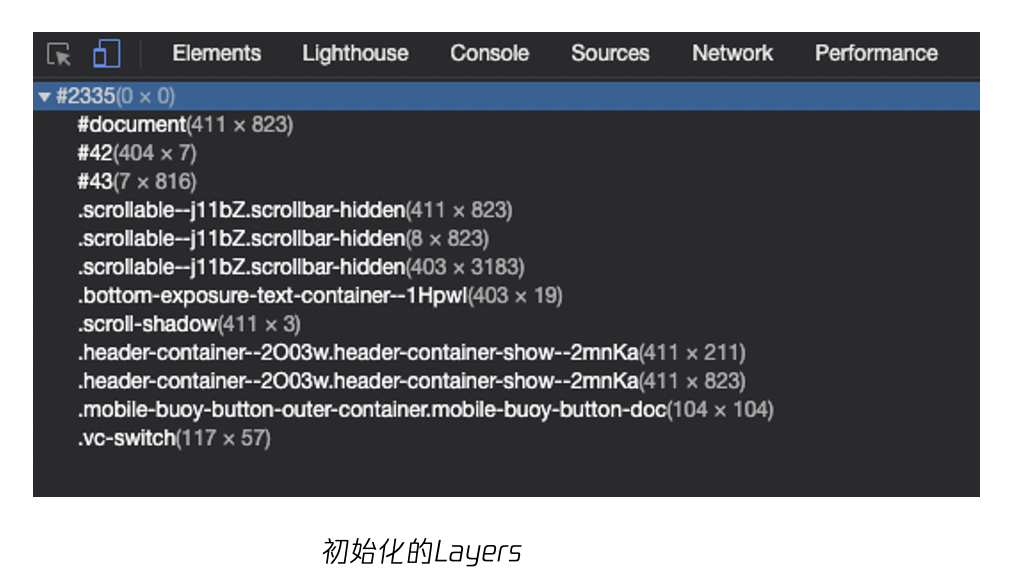 Elements Lighthouse Console Sources Network Performance
#2335(0 × 0)
#document(411 × 823)
#42(404 × 7)
#43(7 × 816)
.scrollable--j11bZ.scrollbar-hidden(411 × 823)
.scrollable--j11bZ.scrollbar-hidden(8 × 823)
.scrollable--j11bZ.scrollbar-hidden(403 × 3183)
.bottom-exposure-text-container--1Hpwl(403 × 19)
.scroll-shadow(411 × 3)
.header-container--2O03w.header-container-show--2mnKa(411 × 211)
.header-container--2O03w.header-container-show--2mnKa(411 × 823)
.mobile-buoy-button-outer-container.mobile-buoy-button-doc(104 × 104)
.vc-switch(117 × 57)
初始化的Layers